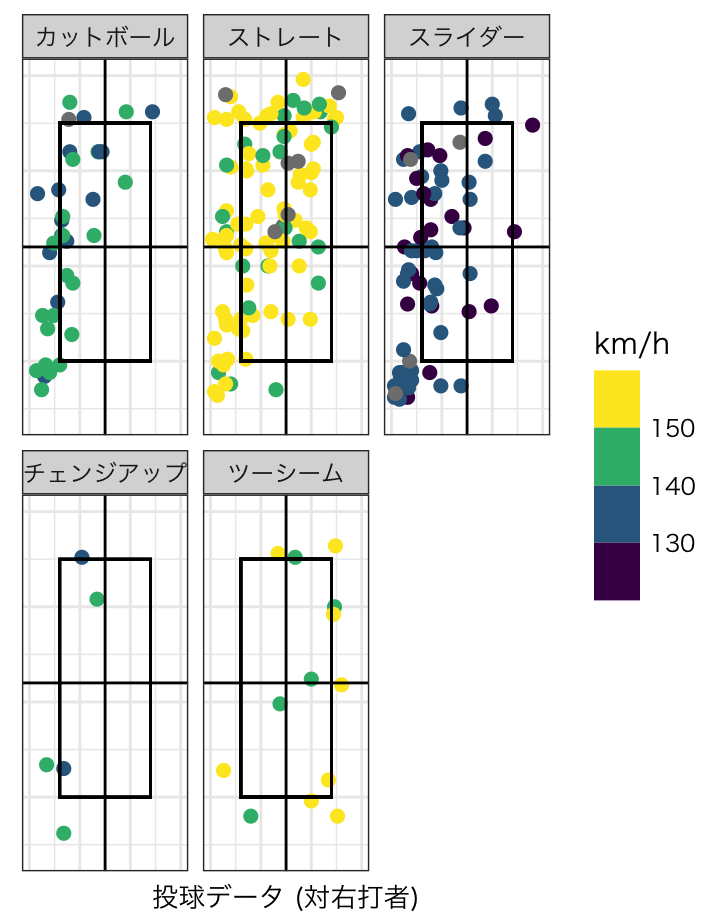 カットボール
ストレート
スライダー
km/h
150
140
130
チェンジアップ
ツーシーム
投球データ (対右打者)